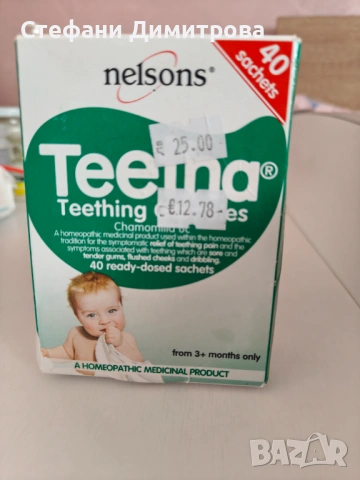 Стефани Димитрова
nelsons®
40
sachets
25.00
Teetha®
€12.78
Teething
Chamomilla 6c
A homeopathic medicinal product used within the homeopathic
tradition for the symptomatic relief of teething pain and the
symptoms associated with teething which are sore and
tender gums, flushed cheeks and dribbling.
40 ready-dosed sachets
from 3+ months only
A HOMEOPATHIC MEDICINAL PRODUCT
BAZAR